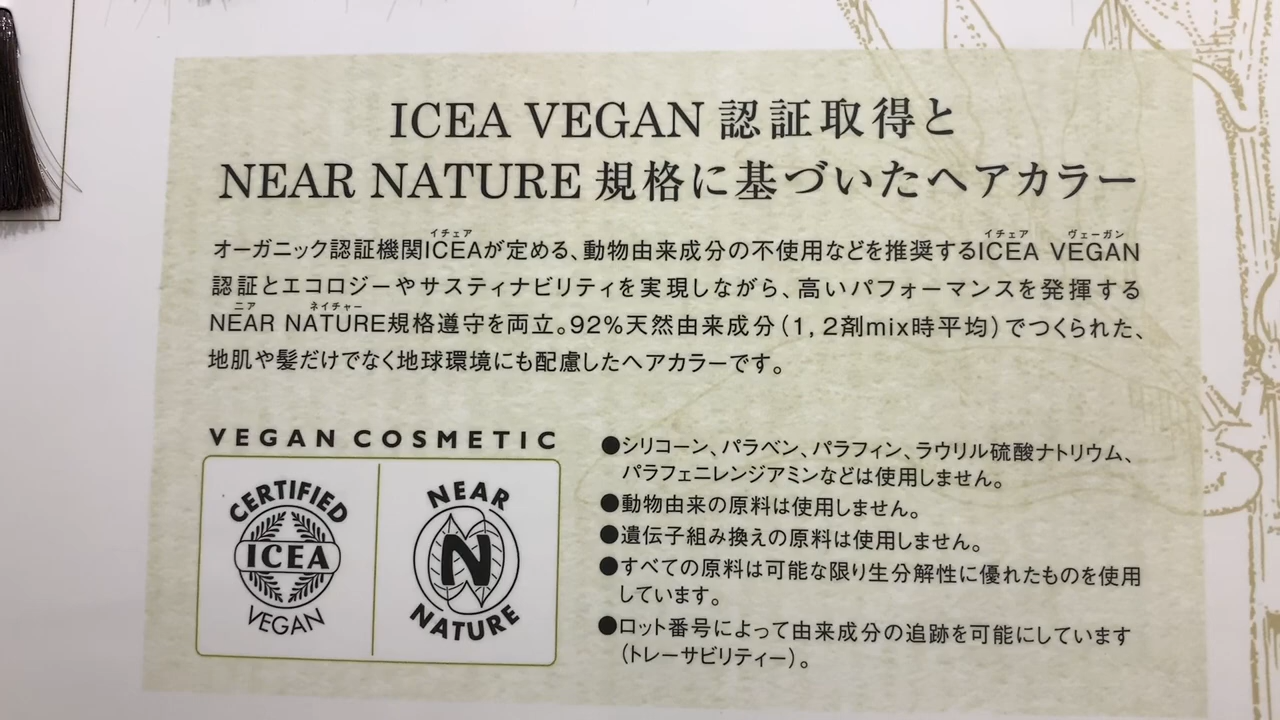 ICEA VEGAN 認証取得と
NEAR NATURE 規格に基づいたヘアカラー
イチェア イチェア ヴェーガン
オーガニック認証機関ICEAが定める、動物由来成分の不使用などを推奨するICEA VEGAN
認証とエコロジーやサスティナビリティを実現しながら、高いパフォーマンスを発揮する
ニア ネイチャー
NEAR NATURE規格遵守を両立。92%天然由来成分(1, 2剤mix時平均)でつくられた、
地肌や髪だけでなく地球環境にも配慮したヘアカラーです。
VEGAN COSMETIC
CERTIFIED
ICEA
VEGAN
NEAR
N
NATURE
●シリコーン、パラベン、パラフィン、ラウリル硫酸ナトリウム、
パラフェニレンジアミンなどは使用しません。
●動物由来の原料は使用しません。
●遺伝子組み換えの原料は使用しません。
●すべての原料は可能な限り生分解性に優れたものを使用
しています。
●ロット番号によって由来成分の追跡を可能にしています
(トレーサビリティー)。